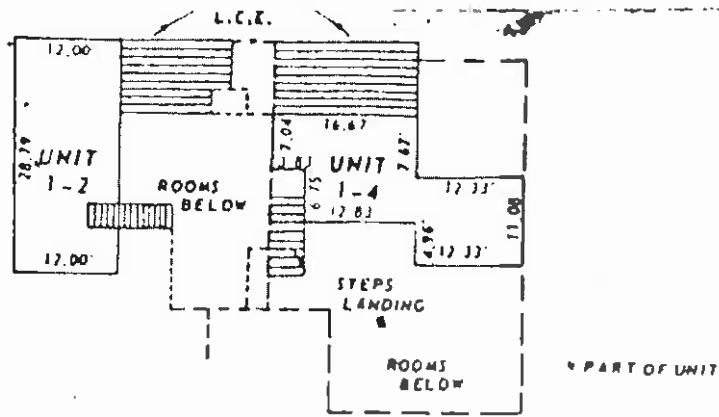 L.C.E.
12.00'
28.79
UNIT
1-2
12.00'
ROOMS
BELOW
16.67
7.04
7.67'
UNIT
1-4
6.75
12.83
12.33'
11.08
4.96'
12.33'
STEPS
LANDING
ROOMS
BELOW
PART OF UNIT